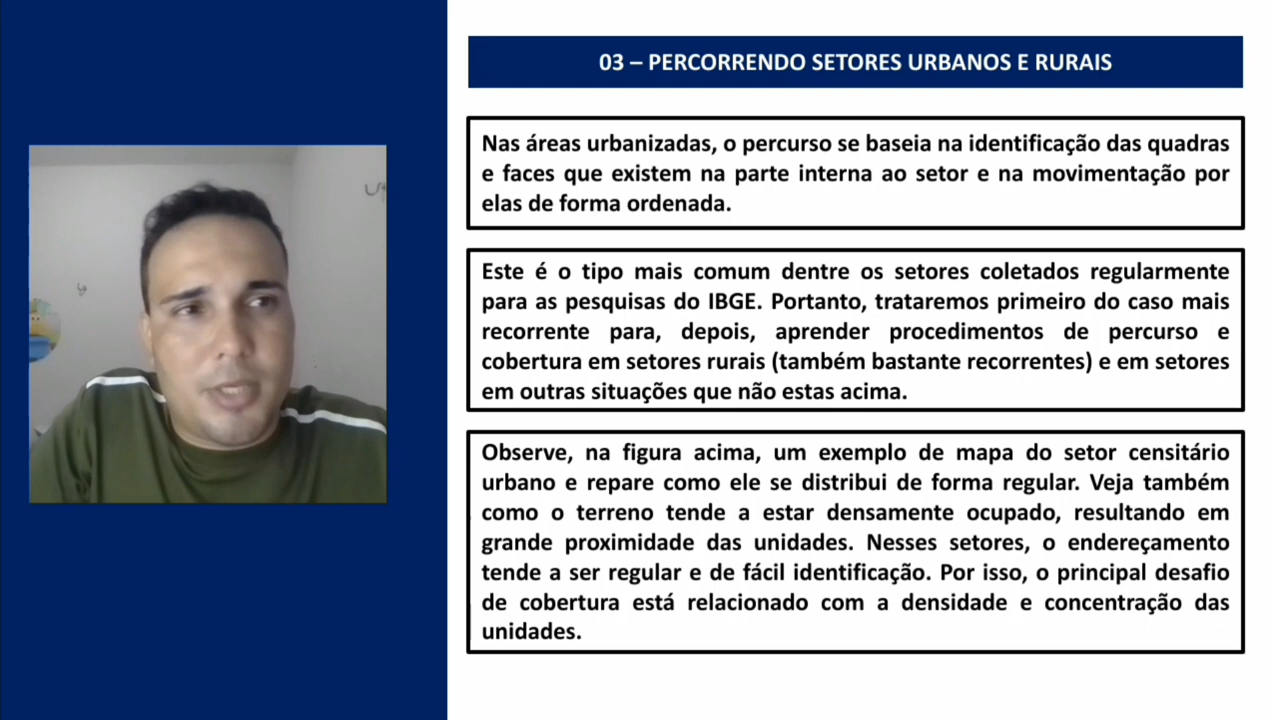 03 – PERCORRENDO SETORES URBANOS E RURAIS
Nas áreas urbanizadas, o percurso se baseia na identificação das quadras
e faces que existem na parte interna ao setor e na movimentação por
elas de forma ordenada.
Este é o tipo mais comum dentre os setores coletados regularmente
para as pesquisas do IBGE. Portanto, trataremos primeiro do caso mais
recorrente para, depois, aprender procedimentos de percurso e
cobertura em setores rurais (também bastante recorrentes) e em setores
em outras situações que não estas acima.
Observe, na figura acima, um exemplo de mapa do setor censitário
urbano e repare como ele se distribui de forma regular. Veja também
como o terreno tende a estar densamente ocupado, resultando em
grande proximidade das unidades. Nesses setores, o endereçamento
tende a ser regular e de fácil identificação. Por isso, o principal desafio
de cobertura está relacionado com a densidade e concentração das
unidades.